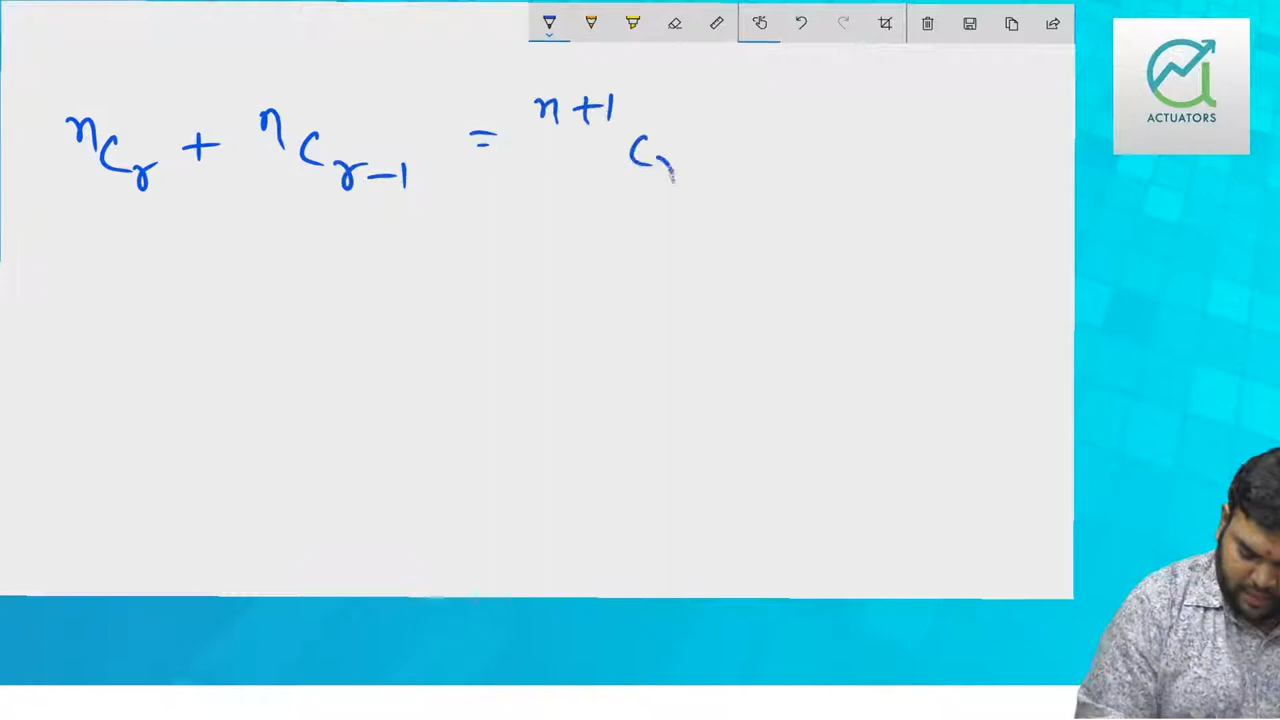 ⁿCᵣ + ⁿCᵣ₋₁ = ⁿ⁺¹C
ACTUATORS